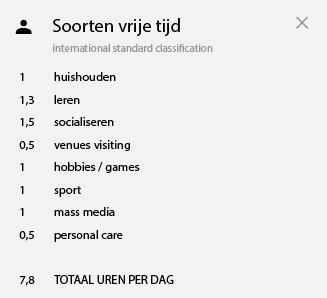 Soorten vrije tijd
international standard classification
1 huishouden
1,3 leren
1,5 socialiseren
0,5 venues visiting
1 hobbies / games
1 sport
1 mass media
0,5 personal care
7,8 TOTAAL UREN PER DAG